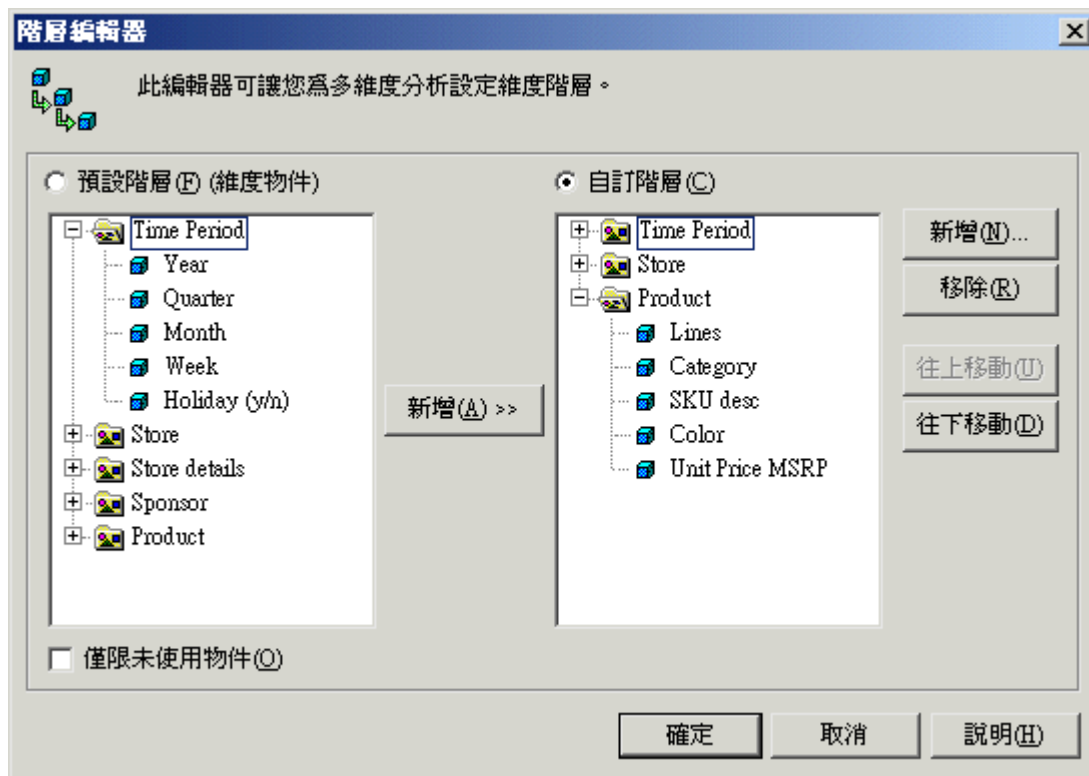 階層編輯器
此編輯器可讓您為多維度分析設定維度階層。
預設階層(F) (維度物件)
自訂階層(C)
Time Period
Year
Quarter
Month
Week
Holiday (y/n)
Store
Store details
Sponsor
Product
新增(A) >>
Time Period
Store
Product
Lines
Category
SKU desc
Color
Unit Price MSRP
新增(N)...
移除(R)
往上移動(U)
往下移動(D)
僅限未使用物件(O)
確定
取消
說明(H)